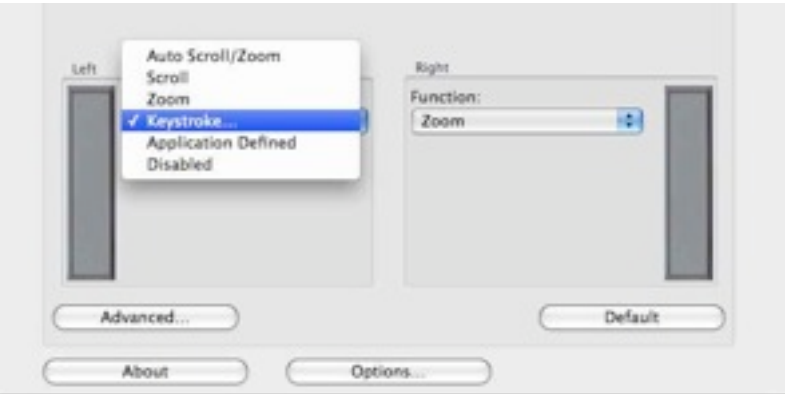 Left
Auto Scroll/Zoom
Scroll
Zoom
✓ Keystroke...
Application Defined
Disabled
Right
Function:
Zoom
Advanced...
Default
About
Options...